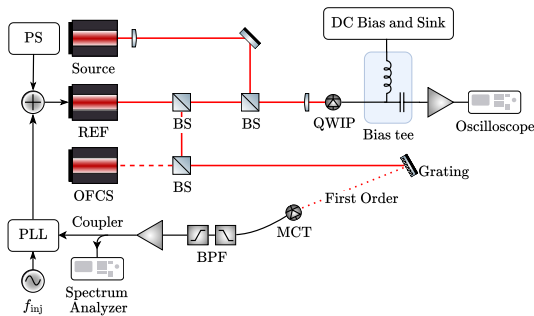 DC Bias and Sink
PS
Source
REF
BS
BS
QWIP
Bias tee
Oscilloscope
OFCS
BS
Grating
First Order
MCT
Coupler
PLL
BPF
Spectrum
Analyzer
f_inj